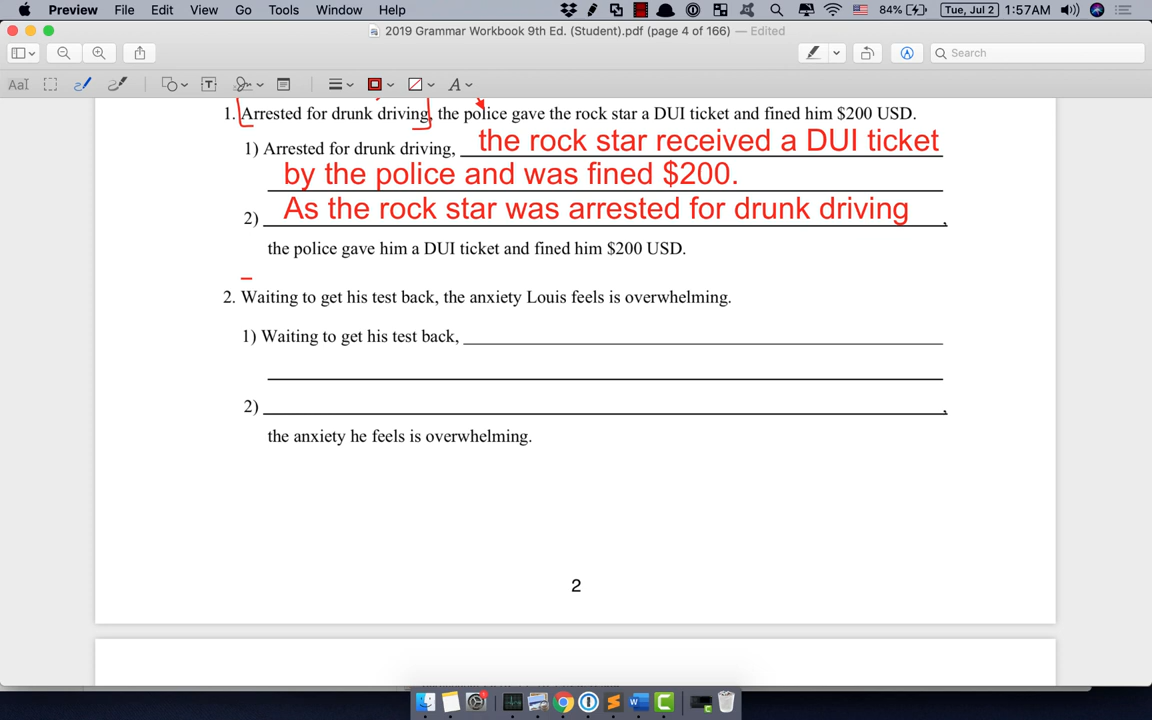 Preview File Edit View Go Tools Window Help 84% Tue, Jul 2 1:57AM
2019 Grammar Workbook 9th Ed. (Student).pdf (page 4 of 166) — Edited
Search
AaI T A
1. Arrested for drunk driving, the police gave the rock star a DUI ticket and fined him $200 USD.
1) Arrested for drunk driving, the rock star received a DUI ticket
by the police and was fined $200.
2) As the rock star was arrested for drunk driving ,
the police gave him a DUI ticket and fined him $200 USD.
2. Waiting to get his test back, the anxiety Louis feels is overwhelming.
1) Waiting to get his test back,
2) ,
the anxiety he feels is overwhelming.
2